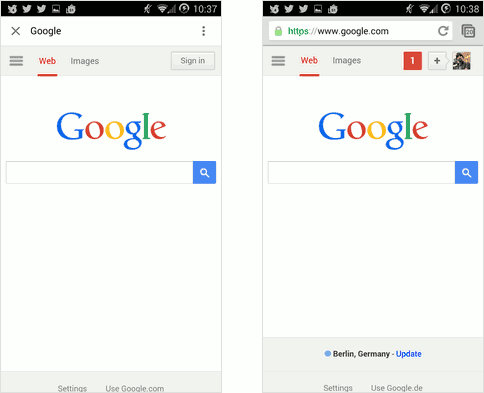 10:37
Google
Web Images Sign in
Google
Settings Use Google.com
10:38
https://www.google.com 20
Web Images 1 +
Google
Berlin, Germany - Update
Settings Use Google.de